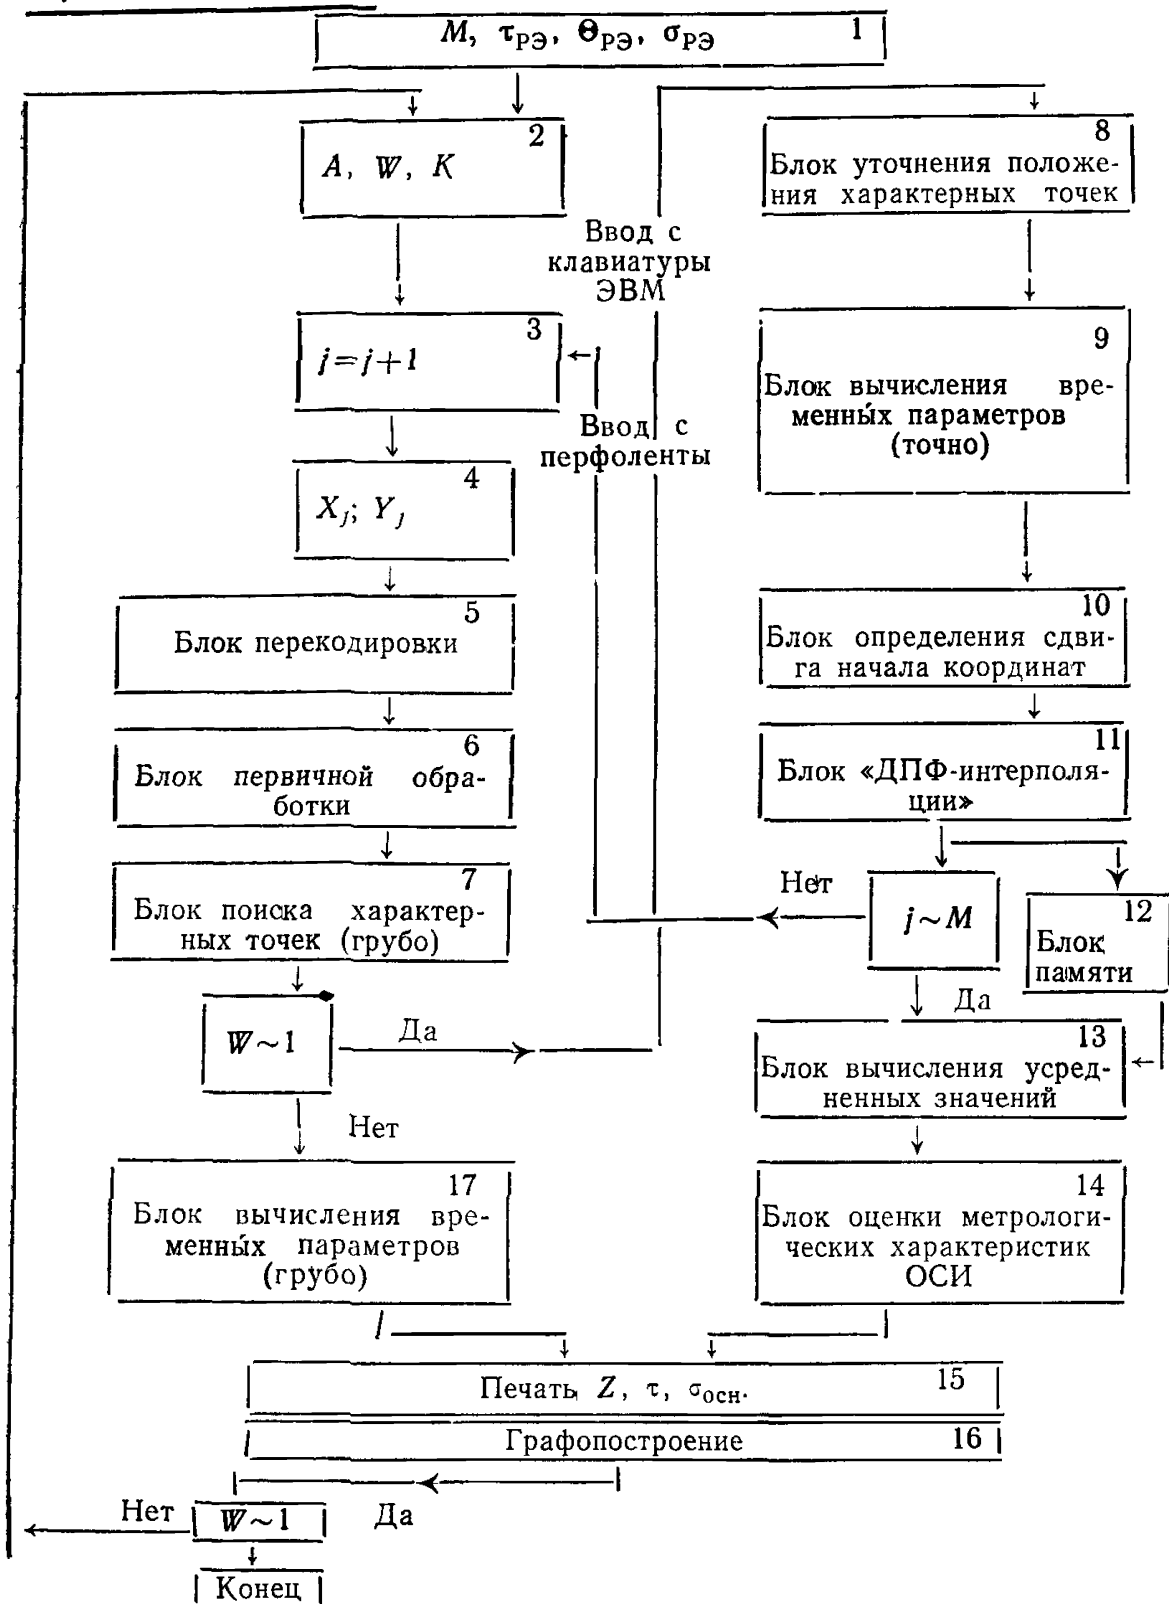 M, τРЭ, ΘРЭ, σРЭ 1
2
A, W, K
Ввод с
клавиатуры
ЭВМ
3
j=j+1
Ввод с
перфоленты
4
Xj; Yj
5
Блок перекодировки
6
Блок первичной обра-
ботки
7
Блок поиска характер-
ных точек (грубо)
W~1
Да
Нет
17
Блок вычисления вре-
менны́х параметров
(грубо)
8
Блок уточнения положе-
ния характерных точек
9
Блок вычисления вре-
менны́х параметров
(точно)
10
Блок определения сдви-
га начала координат
11
Блок «ДПФ-интерполя-
ции»
Нет
j~M
12
Блок
памяти
Да
13
Блок вычисления усред-
ненных значений
14
Блок оценки метрологи-
ческих характеристик
ОСИ
Печать Z, τ, σосн. 15
Графопостроение 16
Нет
W~1
Да
Конец